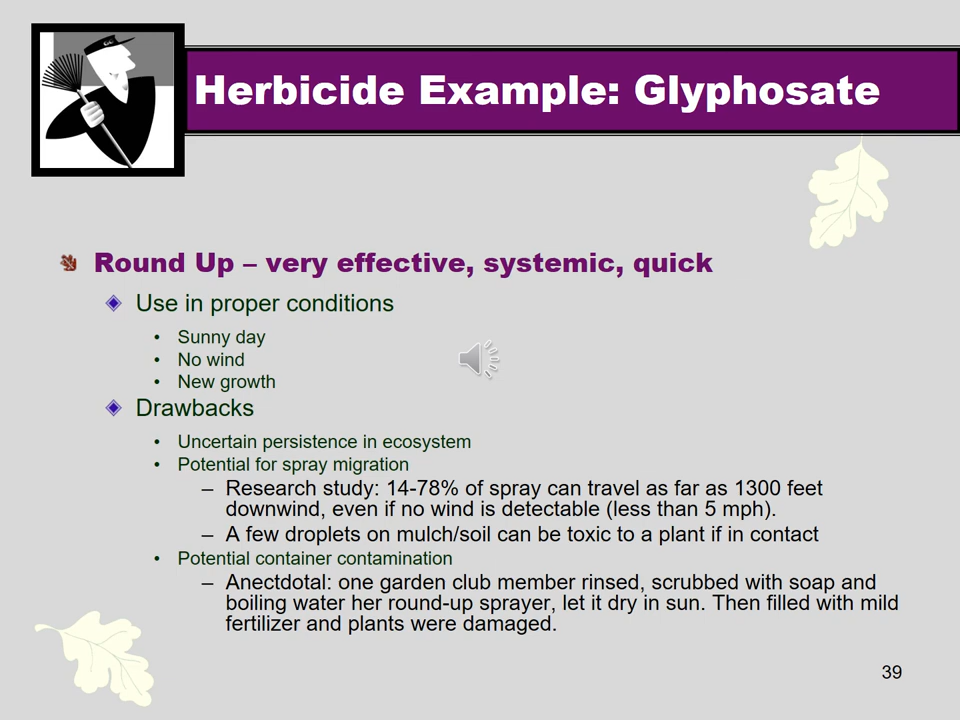 Herbicide Example: Glyphosate
Round Up – very effective, systemic, quick
Use in proper conditions
• Sunny day
• No wind
• New growth
Drawbacks
• Uncertain persistence in ecosystem
• Potential for spray migration
– Research study: 14-78% of spray can travel as far as 1300 feet
downwind, even if no wind is detectable (less than 5 mph).
– A few droplets on mulch/soil can be toxic to a plant if in contact
• Potential container contamination
– Anectdotal: one garden club member rinsed, scrubbed with soap and
boiling water her round-up sprayer, let it dry in sun. Then filled with mild
fertilizer and plants were damaged.
39